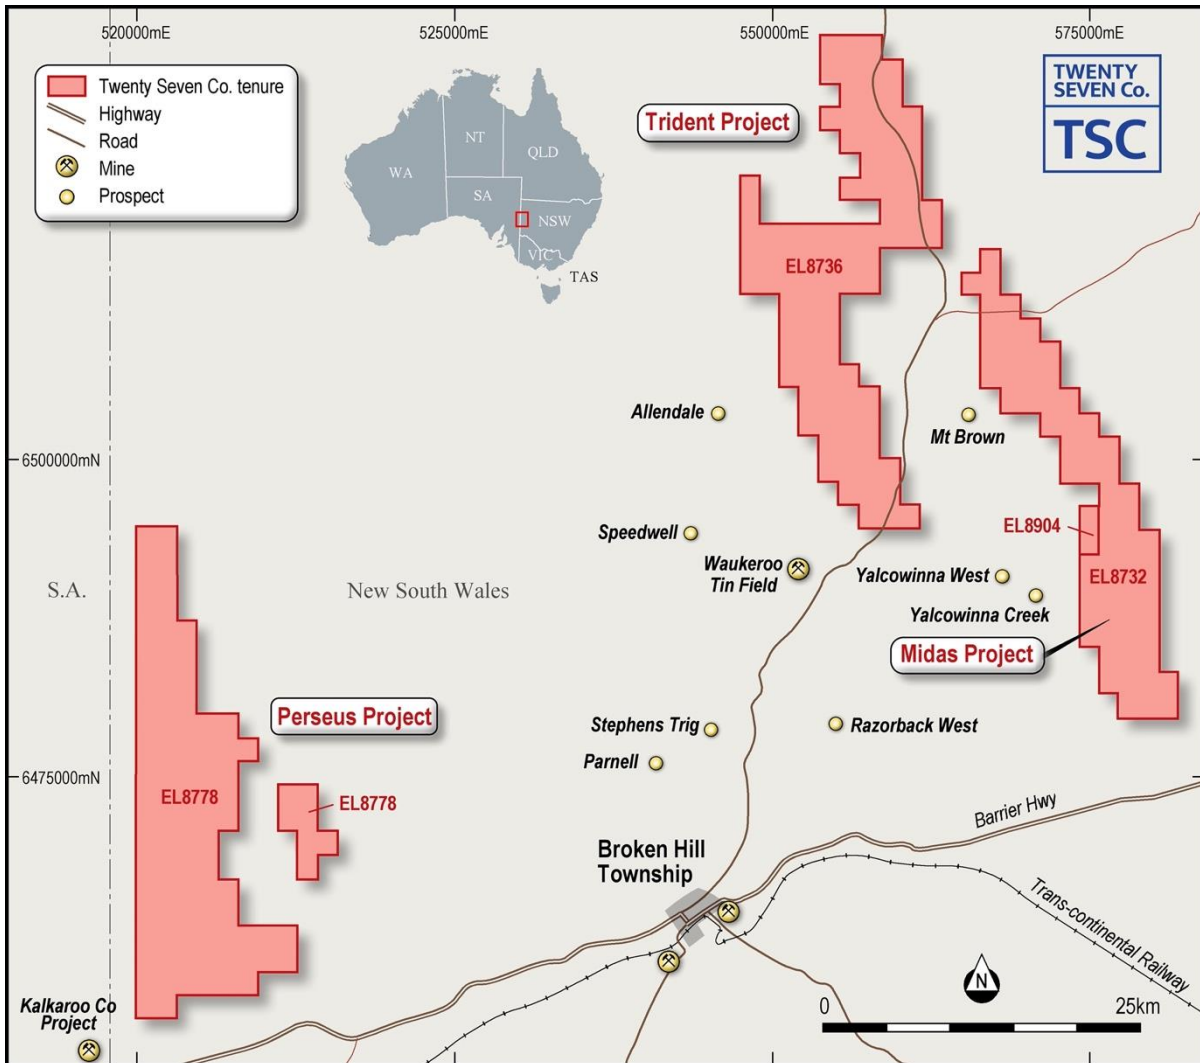 520000mE
525000mE
550000mE
575000mE
Twenty Seven Co. tenure
Highway
Road
Mine
Prospect
WA
NT
QLD
SA
NSW
VIC
TAS
Trident Project
TWENTY
SEVEN Co.
TSC
EL8736
Allendale
Mt Brown
6500000mN
Speedwell
Waukeroo
Tin Field
EL8904
Yalcowinna West
EL8732
Yalcowinna Creek
S.A.
New South Wales
Midas Project
Perseus Project
Stephens Trig
Razorback West
Parnell
6475000mN
EL8778
EL8778
Barrier Hwy
Broken Hill
Township
Trans-continental Railway
N
0
25km
Kalkaroo Co
Project